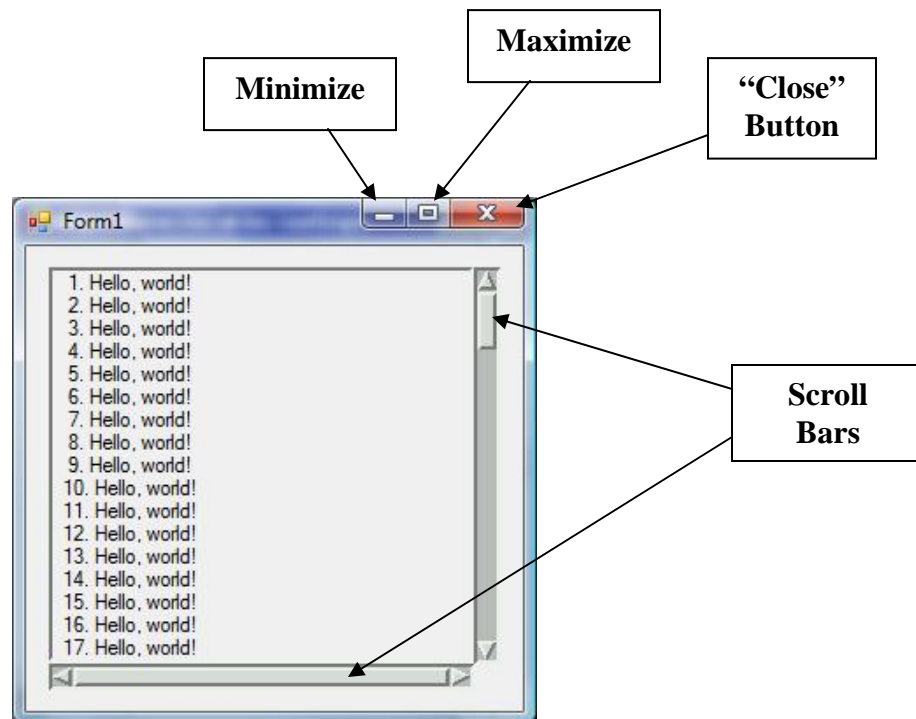 Maximize
Minimize
“Close”
Button
Form1
1. Hello, world!
2. Hello, world!
3. Hello, world!
4. Hello, world!
5. Hello, world!
6. Hello, world!
7. Hello, world!
8. Hello, world!
9. Hello, world!
10. Hello, world!
11. Hello, world!
12. Hello, world!
13. Hello, world!
14. Hello, world!
15. Hello, world!
16. Hello, world!
17. Hello, world!
Scroll
Bars